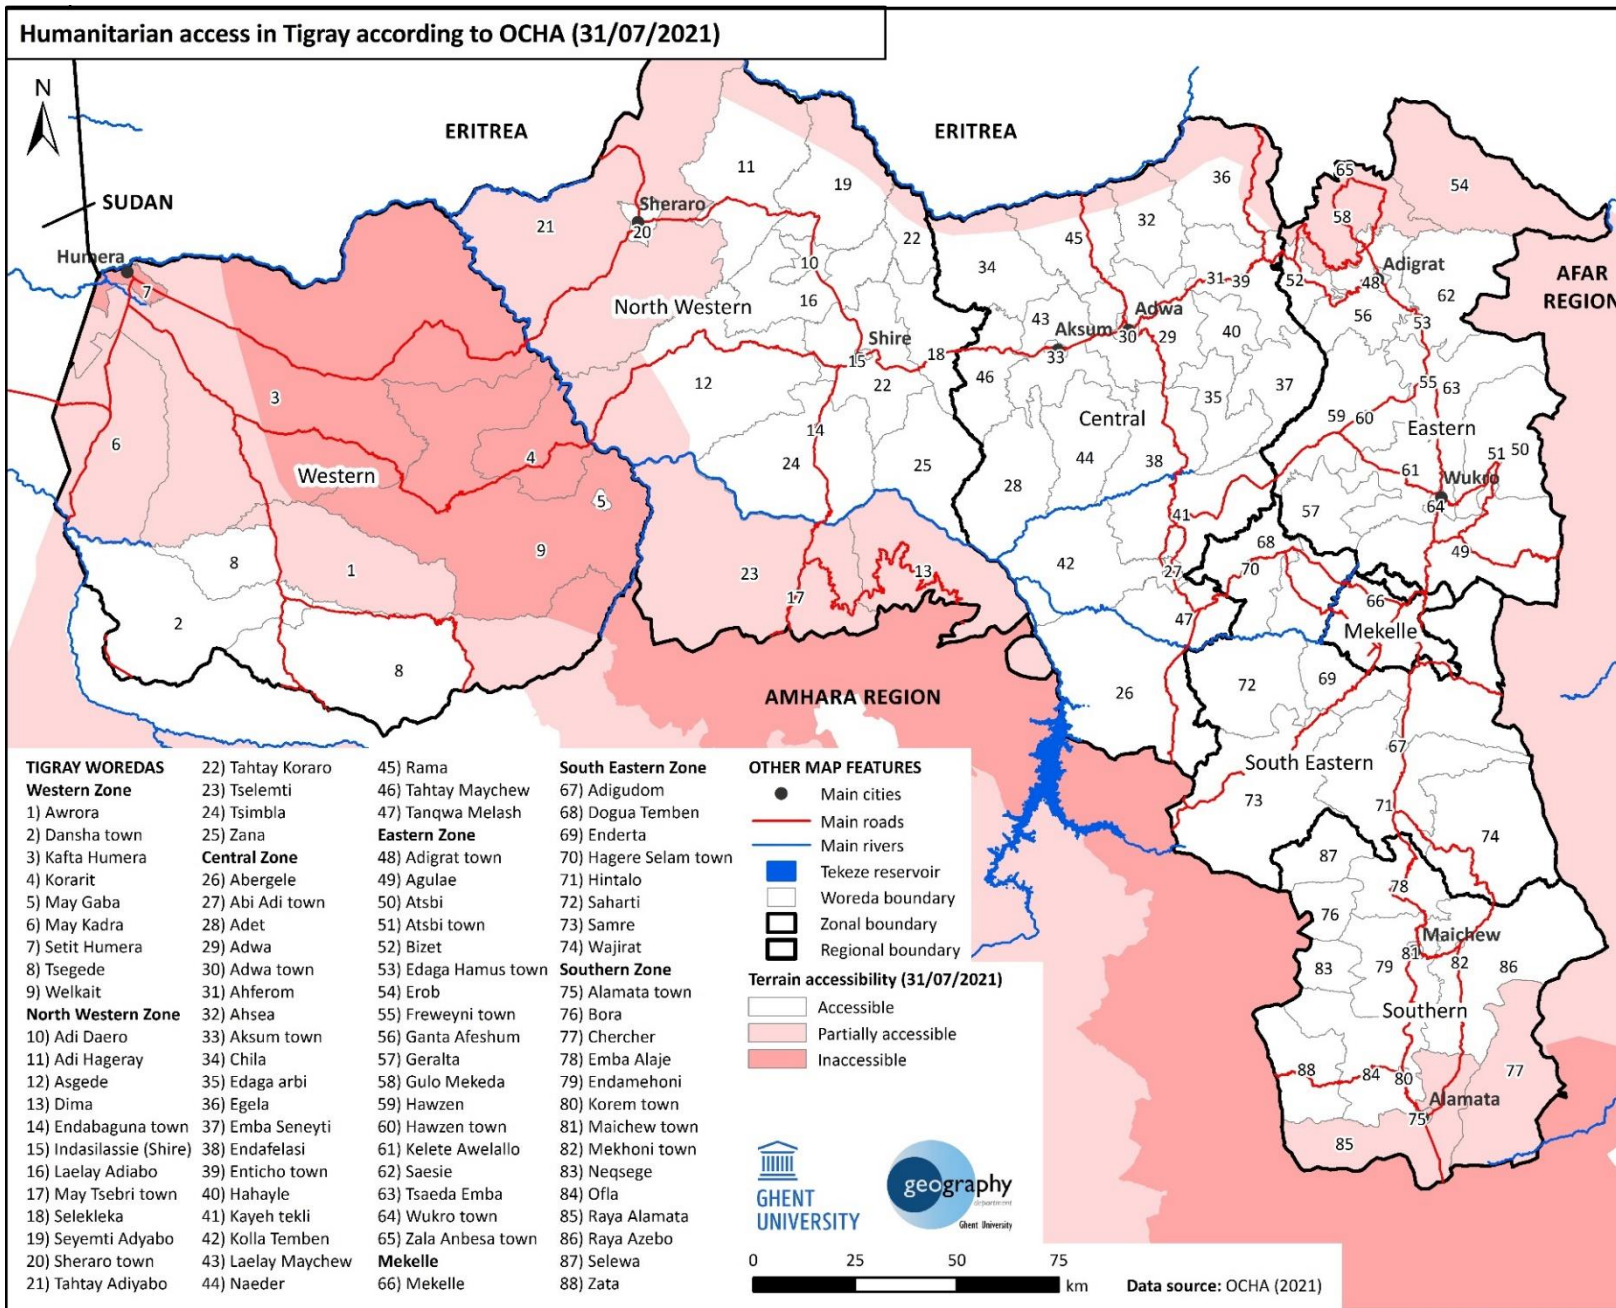 Humanitarian access in Tigray according to OCHA (31/07/2021)
N
ERITREA
ERITREA
SUDAN
AFAR
REGION
AMHARA REGION
Humera
Sheraro
Shire
Aksum
Adwa
Adigrat
Wukro
Maichew
Alamata
Western
North Western
Central
Eastern
Mekelle
South Eastern
Southern
11
36
65
54
19
58
21
20
45
32
22
34
10
31
39
52
48
62
7
16
43
56
53
30
29
40
15
18
33
3
12
22
46
35
37
55
63
59
60
6
14
4
24
25
44
38
61
51
50
5
28
57
64
41
8
1
9
23
13
42
68
49
17
27
70
66
2
47
8
26
72
69
67
73
71
74
87
78
76
81
82
83
79
86
88
84
80
77
75
85
TIGRAY WOREDAS
Western Zone
1) Awrora
2) Dansha town
3) Kafta Humera
4) Korarit
5) May Gaba
6) May Kadra
7) Setit Humera
8) Tsegede
9) Welkait
North Western Zone
10) Adi Daero
11) Adi Hageray
12) Asgede
13) Dima
14) Endabaguna town
15) Indasilassie (Shire)
16) Laelay Adiabo
17) May Tsebri town
18) Selekleka
19) Seyemti Adyabo
20) Sheraro town
21) Tahtay Adiyabo
22) Tahtay Koraro
23) Tselemti
24) Tsimbla
25) Zana
Central Zone
26) Abergele
27) Abi Adi town
28) Adet
29) Adwa
30) Adwa town
31) Ahferom
32) Ahsea
33) Aksum town
34) Chila
35) Edaga arbi
36) Egela
37) Emba Seneyti
38) Endafelasi
39) Enticho town
40) Hahayle
41) Kayeh tekli
42) Kolla Temben
43) Laelay Maychew
44) Naeder
45) Rama
46) Tahtay Maychew
47) Tanqwa Melash
Eastern Zone
48) Adigrat town
49) Agulae
50) Atsbi
51) Atsbi town
52) Bizet
53) Edaga Hamus town
54) Erob
55) Freweyni town
56) Ganta Afeshum
57) Geralta
58) Gulo Mekeda
59) Hawzen
60) Hawzen town
61) Kelete Awelallo
62) Saesie
63) Tsaeda Emba
64) Wukro town
65) Zala Anbesa town
Mekelle
66) Mekelle
South Eastern Zone
67) Adigudom
68) Dogua Temben
69) Enderta
70) Hagere Selam town
71) Hintalo
72) Saharti
73) Samre
74) Wajirat
Southern Zone
75) Alamata town
76) Bora
77) Chercher
78) Emba Alaje
79) Endamehoni
80) Korem town
81) Maichew town
82) Mekhoni town
83) Neqsege
84) Ofla
85) Raya Alamata
86) Raya Azebo
87) Selewa
88) Zata
OTHER MAP FEATURES
Main cities
Main roads
Main rivers
Tekeze reservoir
Woreda boundary
Zonal boundary
Regional boundary
Terrain accessibility (31/07/2021)
Accessible
Partially accessible
Inaccessible
GHENT
UNIVERSITY
geography
department
Ghent University
0 25 50 75
km
Data source: OCHA (2021)